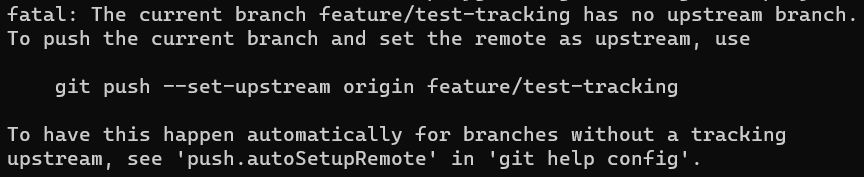 fatal: The current branch feature/test-tracking has no upstream branch.
To push the current branch and set the remote as upstream, use
git push --set-upstream origin feature/test-tracking
To have this happen automatically for branches without a tracking
upstream, see 'push.autoSetupRemote' in 'git help config'.